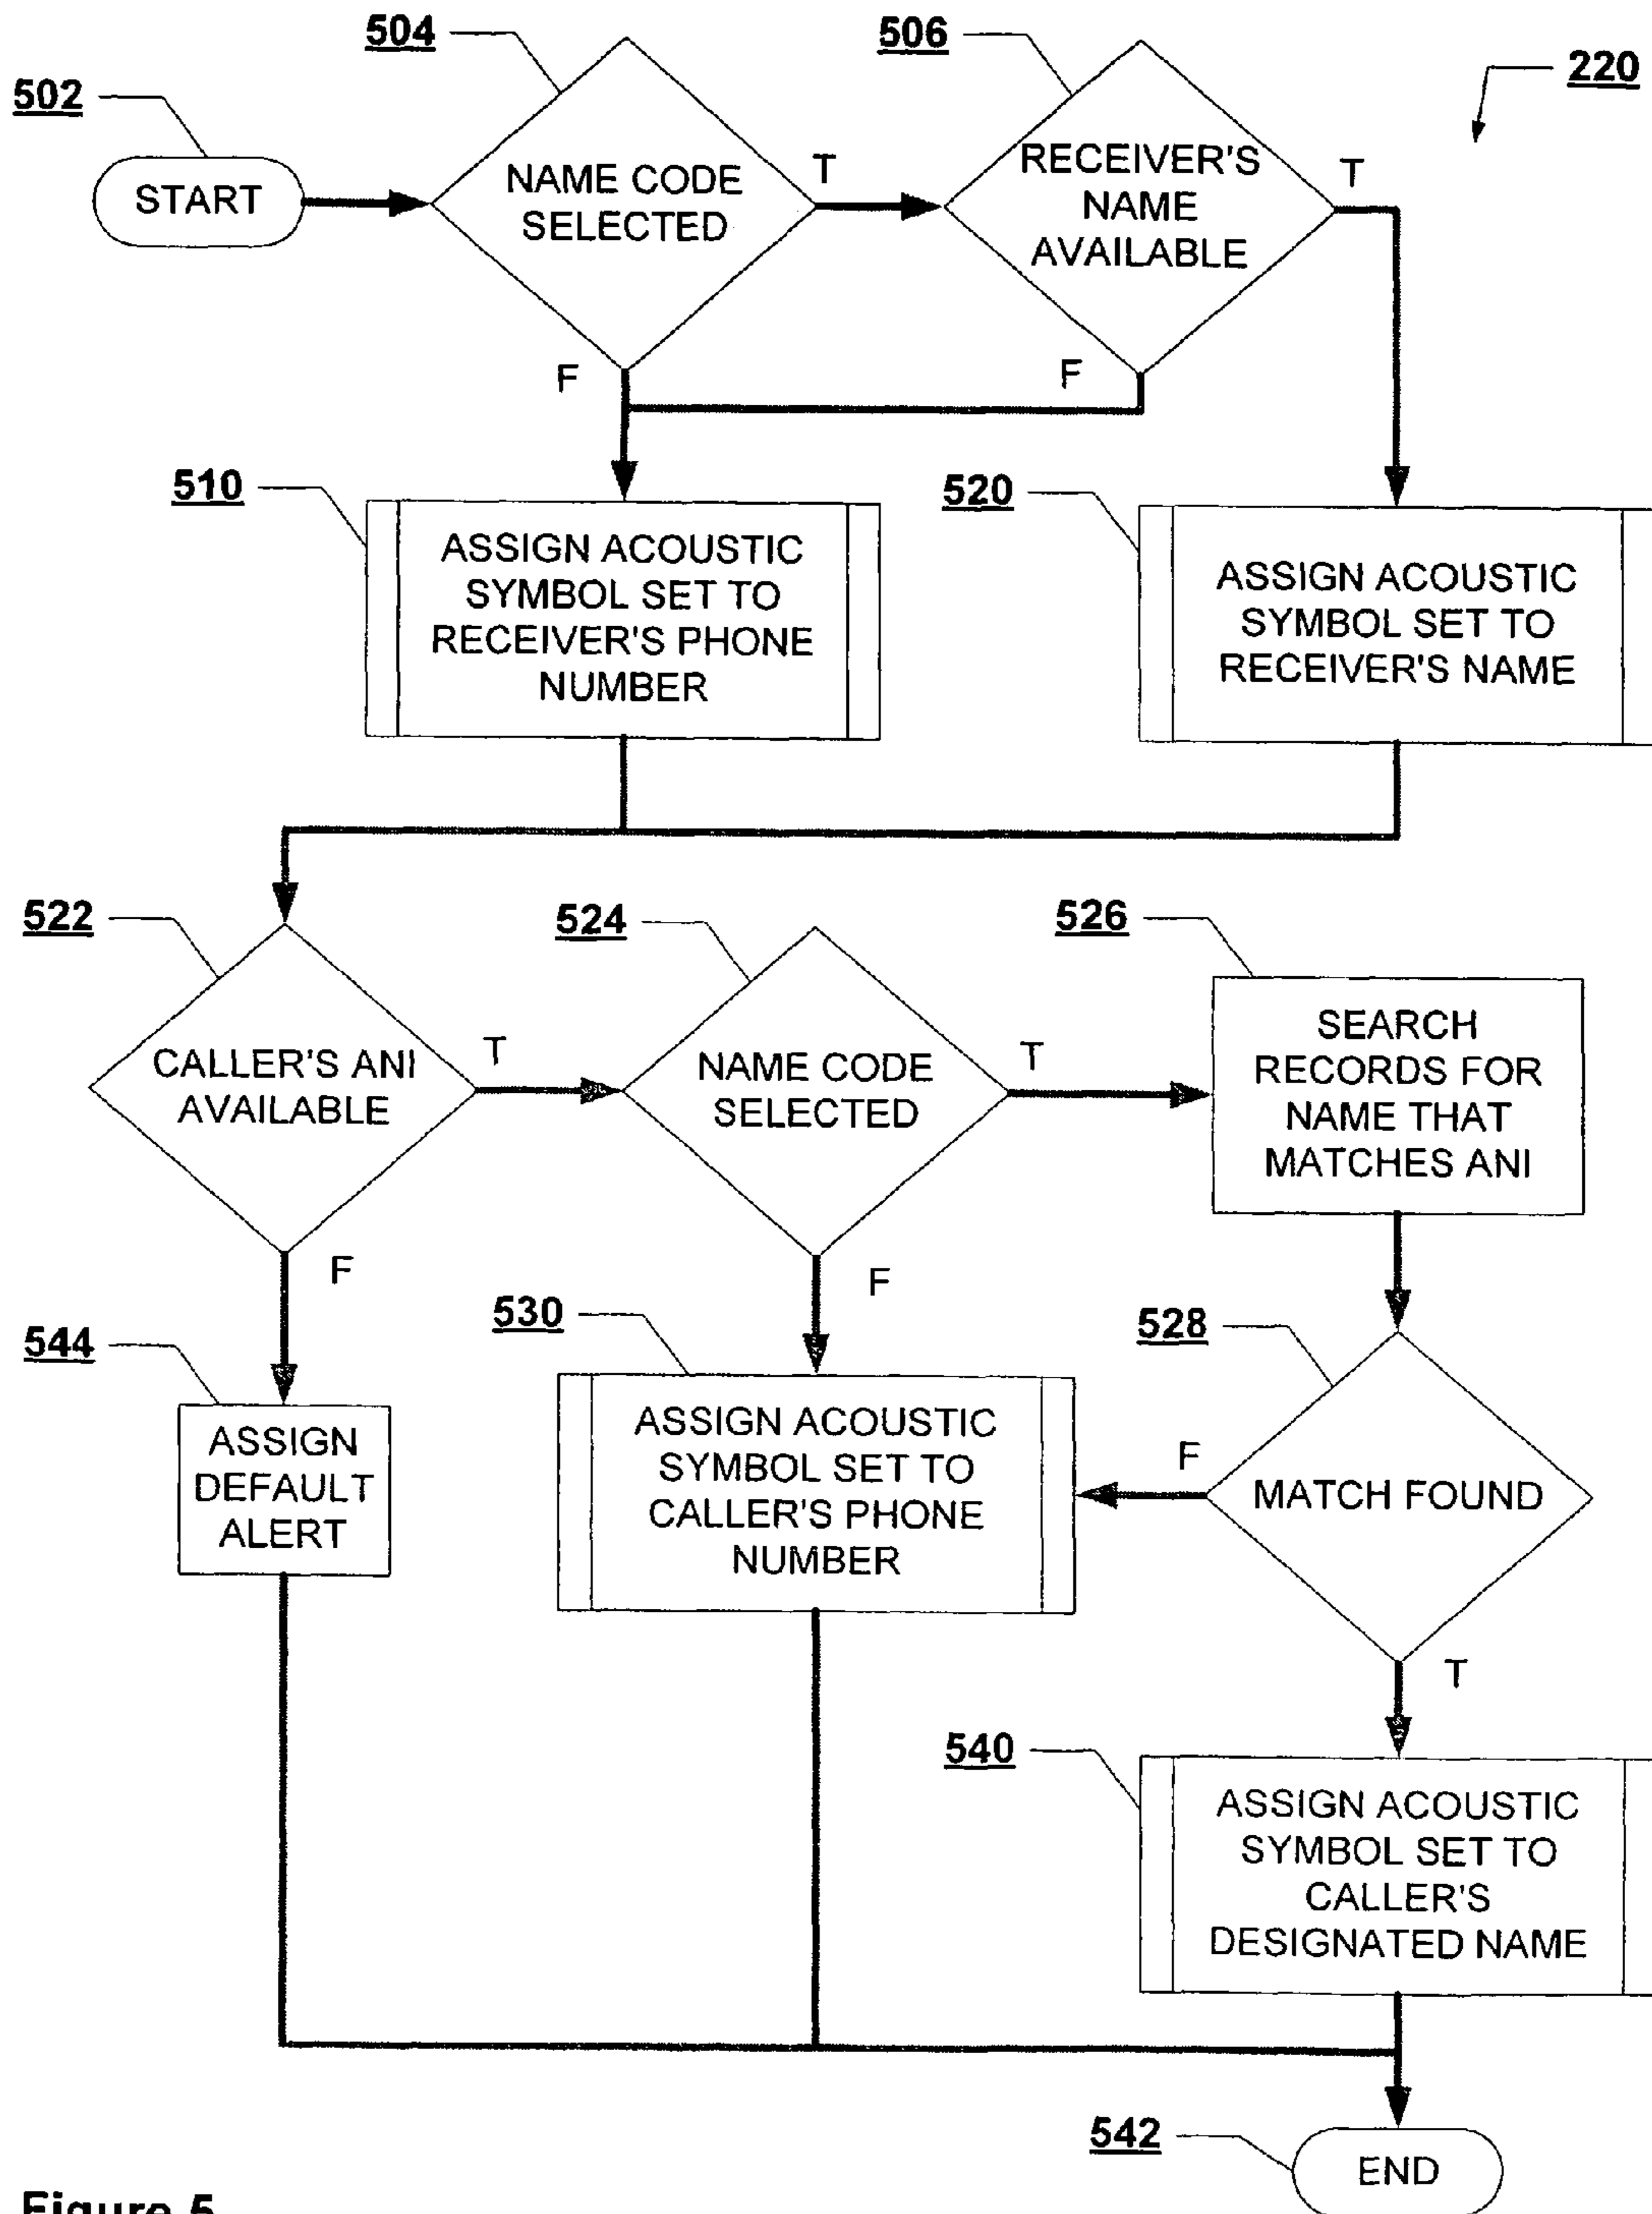 504
506
220
502
START
NAME CODE
SELECTED
T
RECEIVER'S
NAME
AVAILABLE
T
F
F
510
520
ASSIGN ACOUSTIC
SYMBOL SET TO
RECEIVER'S PHONE
NUMBER
ASSIGN ACOUSTIC
SYMBOL SET TO
RECEIVER'S NAME
522
524
526
CALLER'S ANI
AVAILABLE
T
NAME CODE
SELECTED
T
SEARCH
RECORDS FOR
NAME THAT
MATCHES ANI
F
F
544
530
528
ASSIGN
DEFAULT
ALERT
ASSIGN ACOUSTIC
SYMBOL SET TO
CALLER'S PHONE
NUMBER
F
MATCH FOUND
T
540
ASSIGN ACOUSTIC
SYMBOL SET TO
CALLER'S
DESIGNATED NAME
542
END
Figure 5